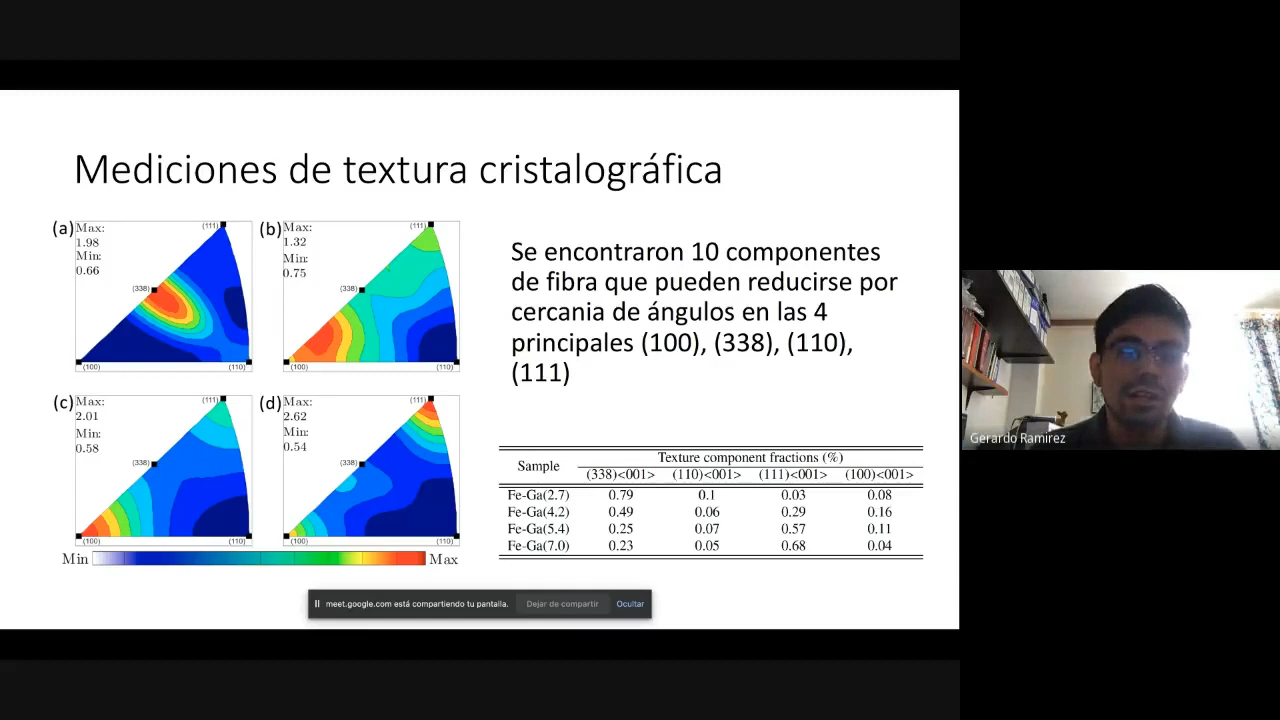 Mediciones de textura cristalográfica
(a)
Max:
1.98
Min:
0.66
(111)
(338)
(100)
(110)
(b)
Max:
1.32
Min:
0.75
(111)
(338)
(100)
(110)
(c)
Max:
2.01
Min:
0.58
(111)
(338)
(100)
(110)
(d)
Max:
2.62
Min:
0.54
(111)
(338)
(100)
(110)
Min Max
Se encontraron 10 componentes
de fibra que pueden reducirse por
cercania de ángulos en las 4
principales (100), (338), (110),
(111)
Sample Texture component fractions (%)
(338)<001> (110)<001> (111)<001> (100)<001>
Fe-Ga(2.7) 0.79 0.1 0.03 0.08
Fe-Ga(4.2) 0.49 0.06 0.29 0.16
Fe-Ga(5.4) 0.25 0.07 0.57 0.11
Fe-Ga(7.0) 0.23 0.05 0.68 0.04
meet.google.com está compartiendo tu pantalla. Dejar de compartir Ocultar
Gerardo Ramirez